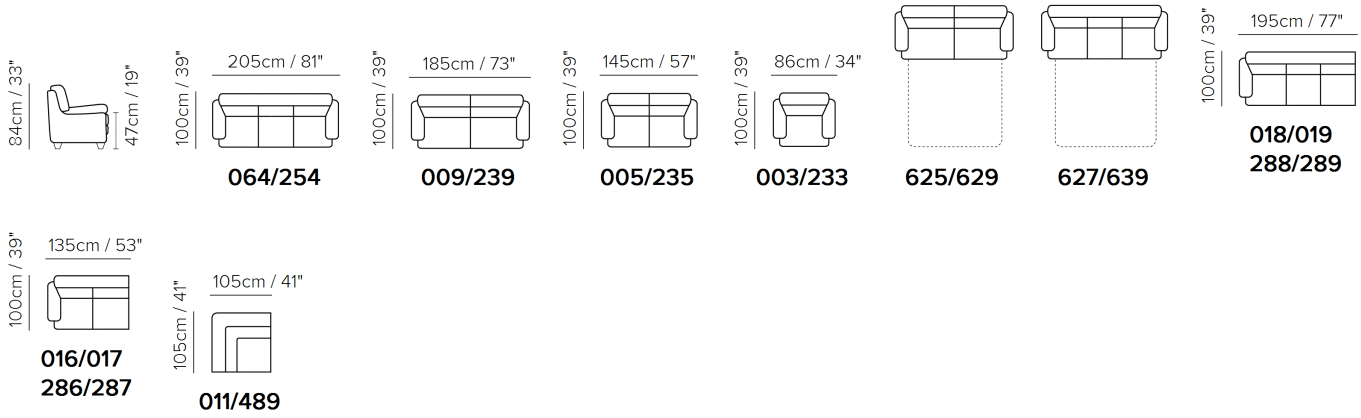 84cm / 33"
47cm / 19"
100cm / 39"
205cm / 81"
064/254
100cm / 39"
185cm / 73"
009/239
100cm / 39"
145cm / 57"
005/235
100cm / 39"
86cm / 34"
003/233
625/629
627/639
100cm / 39"
195cm / 77"
018/019
288/289
100cm / 39"
135cm / 53"
016/017
286/287
105cm / 41"
105cm / 41"
011/489